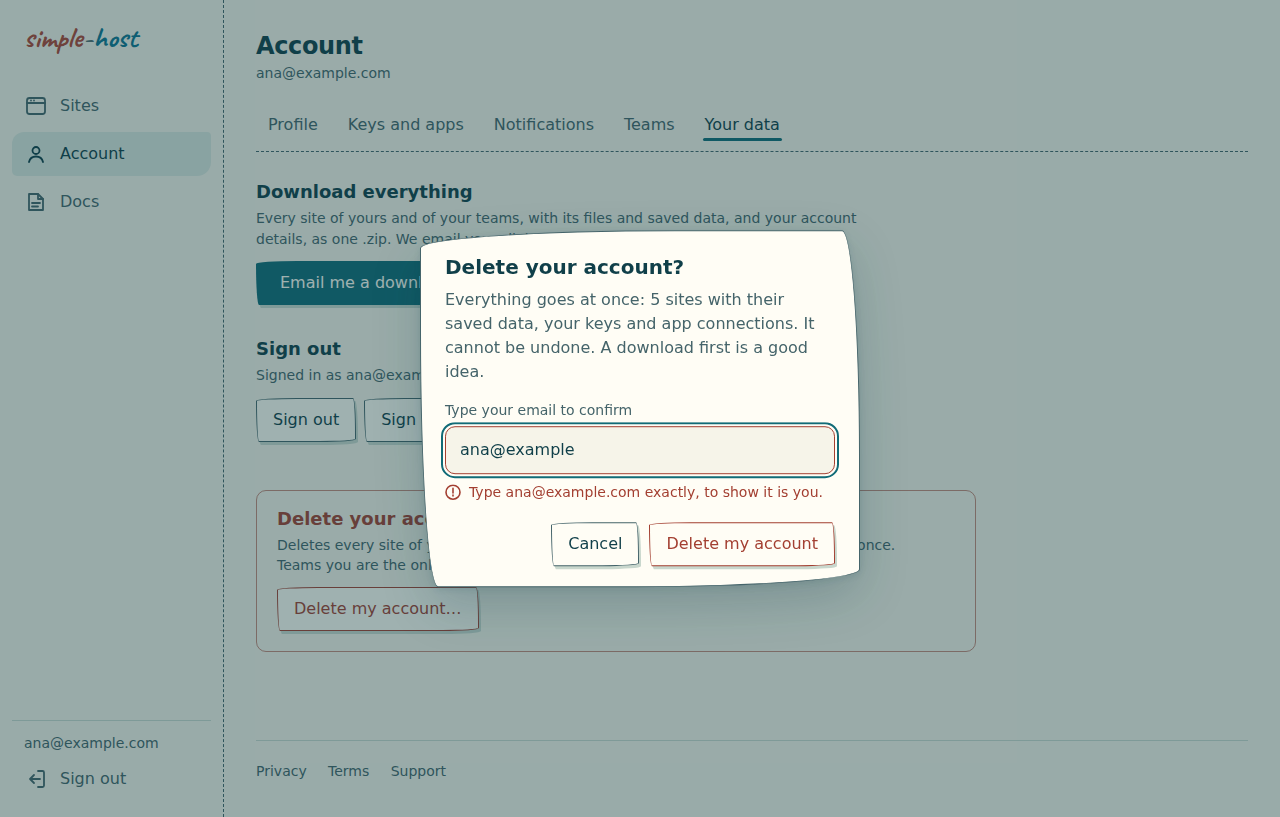 simple-host
Sites
Account
Docs
ana@example.com
Sign out
Account
ana@example.com
Profile Keys and apps Notifications Teams Your data
Download everything
Every site of yours and of your teams, with its files and saved data, and your account
details, as one .zip. We email
Email me a
Sign out
Signed in as
Sign out Sign
Delete your
Deletes every site of once.
Teams you are the
Delete my account…
Delete your account?
Everything goes at once: 5 sites with their
saved data, your keys and app connections. It
cannot be undone. A download first is a good
idea.
Type your email to confirm
ana@example
Type ana@example.com exactly, to show it is you.
Cancel Delete my account
Privacy Terms Support